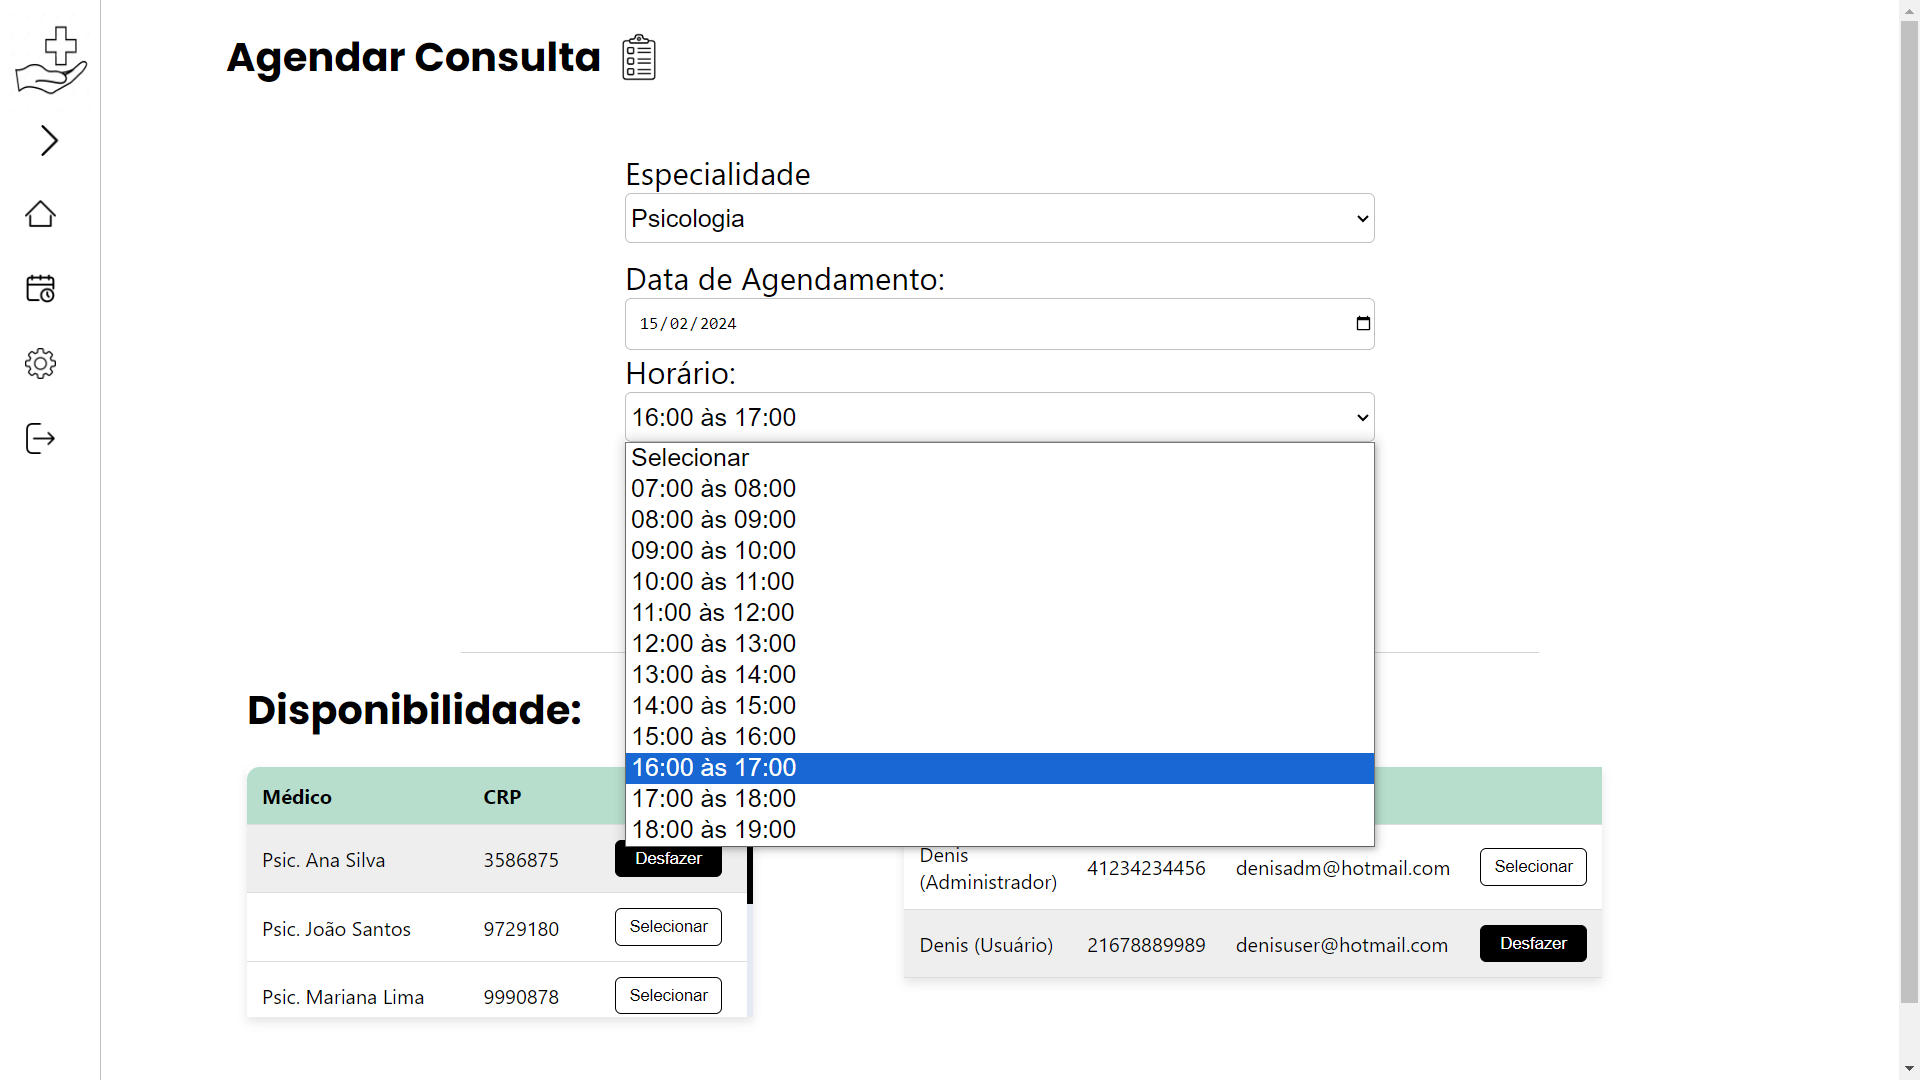 Agendar Consulta
Especialidade
Psicologia
Data de Agendamento:
15/02/2024
Horário:
16:00 às 17:00
Selecionar
07:00 às 08:00
08:00 às 09:00
09:00 às 10:00
10:00 às 11:00
11:00 às 12:00
12:00 às 13:00
13:00 às 14:00
14:00 às 15:00
15:00 às 16:00
16:00 às 17:00
17:00 às 18:00
18:00 às 19:00
Disponibilidade:
Médico CRP
Psic. Ana Silva 3586875 Desfazer
Psic. João Santos 9729180 Selecionar
Psic. Mariana Lima 9990878 Selecionar
Denis (Administrador) 41234234456 denisadm@hotmail.com Selecionar
Denis (Usuário) 21678889989 denisuser@hotmail.com Desfazer